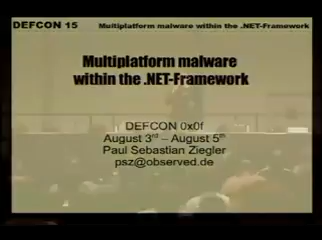 DEFCON 15
Multiplatform malware within the .NET-Framework
Multiplatform malware
within the .NET-Framework
DEFCON 0x0f
August 3rd – August 5th
Paul Sebastian Ziegler
psz@observed.de